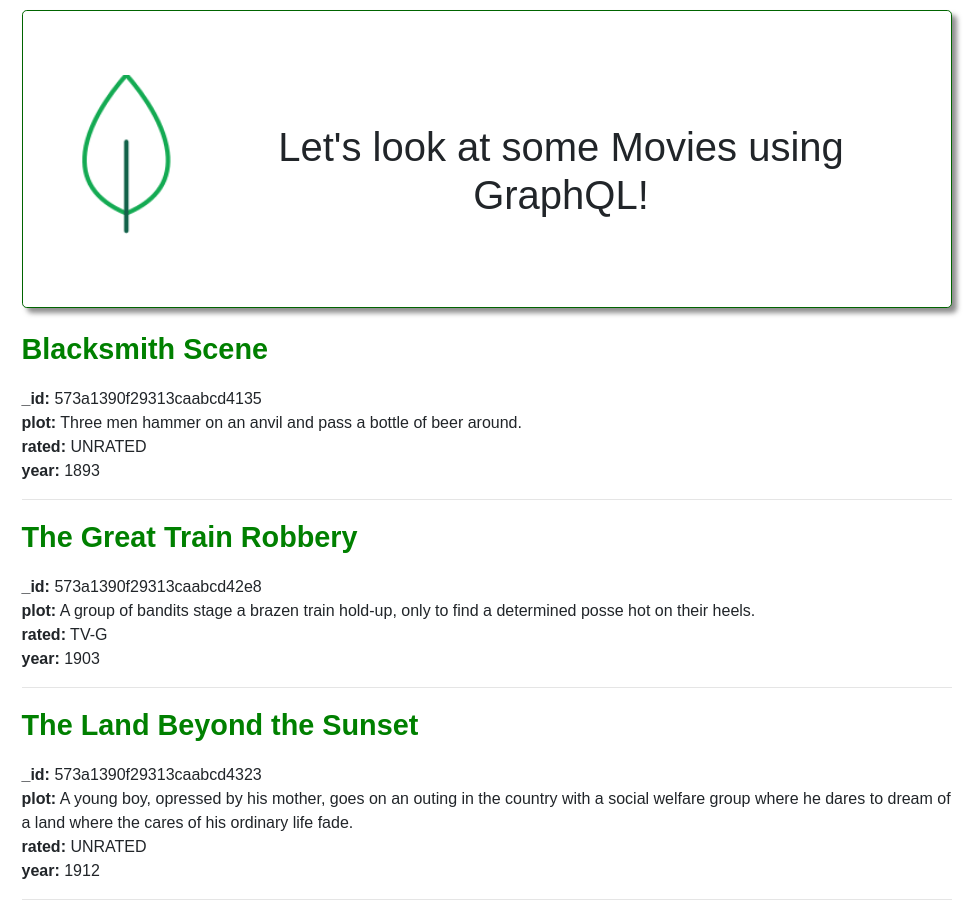 Let's look at some Movies using
GraphQL!
Blacksmith Scene
_id: 573a1390f29313caabcd4135
plot: Three men hammer on an anvil and pass a bottle of beer around.
rated: UNRATED
year: 1893
The Great Train Robbery
_id: 573a1390f29313caabcd42e8
plot: A group of bandits stage a brazen train hold-up, only to find a determined posse hot on their heels.
rated: TV-G
year: 1903
The Land Beyond the Sunset
_id: 573a1390f29313caabcd4323
plot: A young boy, opressed by his mother, goes on an outing in the country with a social welfare group where he dares to dream of
a land where the cares of his ordinary life fade.
rated: UNRATED
year: 1912